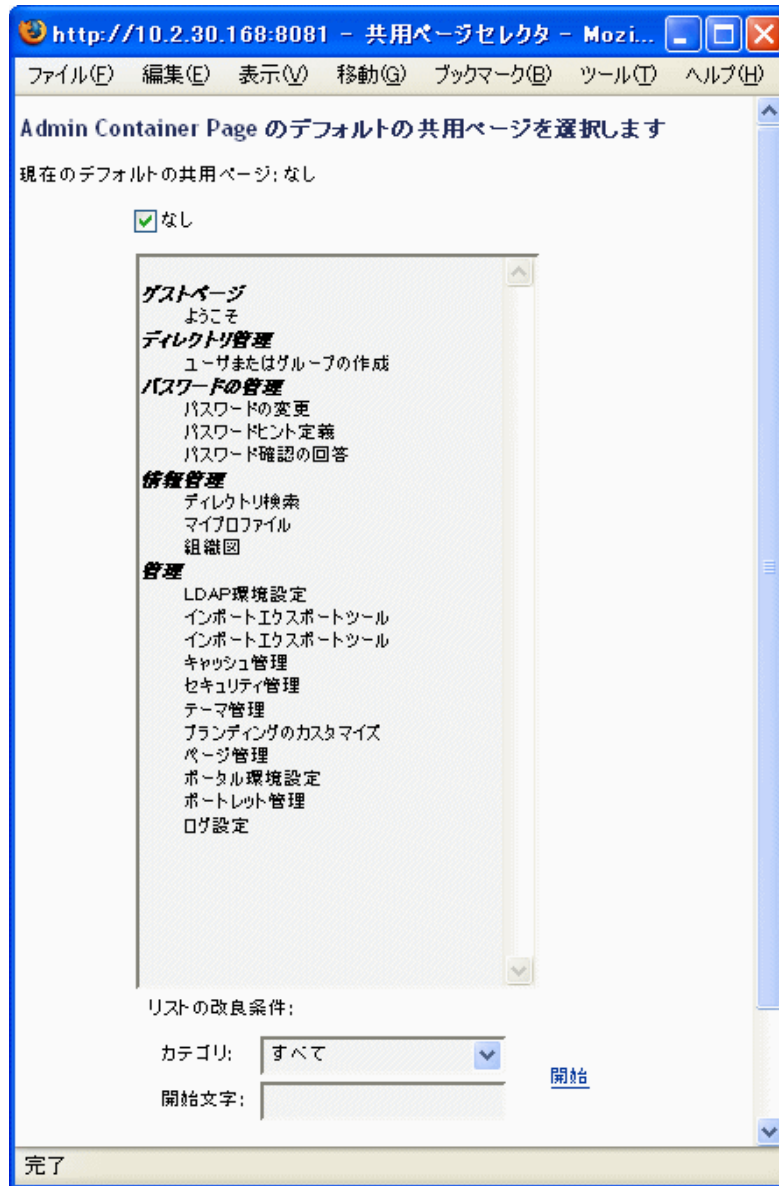 http://10.2.30.168:8081 - 共用ページセレクタ - Mozi...
ファイル(F) 編集(E) 表示(V) 移動(G) ブックマーク(B) ツール(T) ヘルプ(H)
Admin Container Page のデフォルトの共用ページを選択します
現在のデフォルトの共用ページ: なし
なし
ゲストページ
ようこそ
ディレクトリ管理
ユーザまたはグループの作成
パスワードの管理
パスワードの変更
パスワードヒント定義
パスワード確認の回答
情報管理
ディレクトリ検索
マイプロファイル
組織図
管理
LDAP環境設定
インポートエクスポートツール
インポートエクスポートツール
キャッシュ管理
セキュリティ管理
テーマ管理
ブランディングのカスタマイズ
ページ管理
ポータル環境設定
ポートレット管理
ログ設定
リストの改良条件:
カテゴリ: すべて
開始
開始文字:
完了